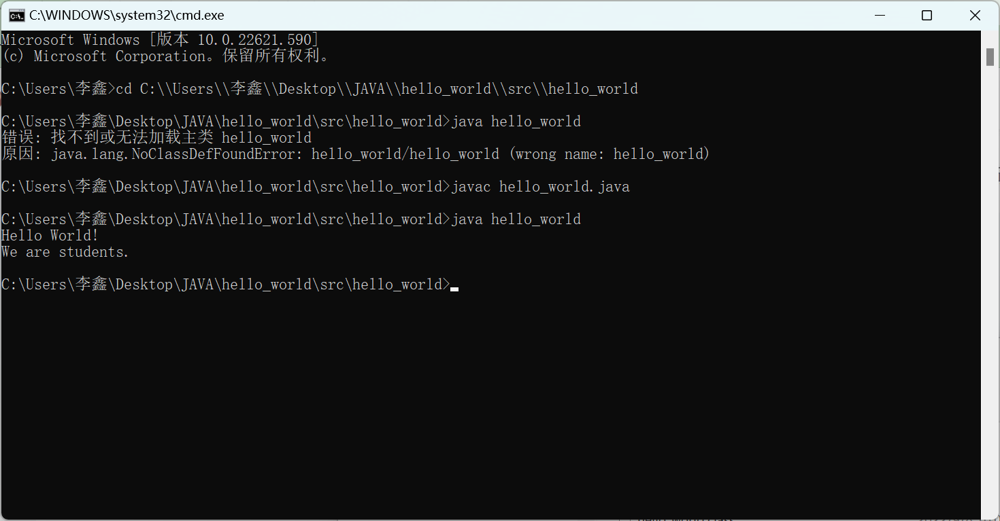 C:\WINDOWS\system32\cmd.exe
Microsoft Windows [版本 10.0.22621.590]
(c) Microsoft Corporation。保留所有权利。
C:\Users\李鑫>cd C:\\Users\\李鑫\\Desktop\\JAVA\\hello_world\\src\\hello_world
C:\Users\李鑫\Desktop\JAVA\hello_world\src\hello_world>java hello_world
错误: 找不到或无法加载主类 hello_world
原因: java.lang.NoClassDefFoundError: hello_world/hello_world (wrong name: hello_world)
C:\Users\李鑫\Desktop\JAVA\hello_world\src\hello_world>javac hello_world.java
C:\Users\李鑫\Desktop\JAVA\hello_world\src\hello_world>java hello_world
Hello World!
We are students.
C:\Users\李鑫\Desktop\JAVA\hello_world\src\hello_world>